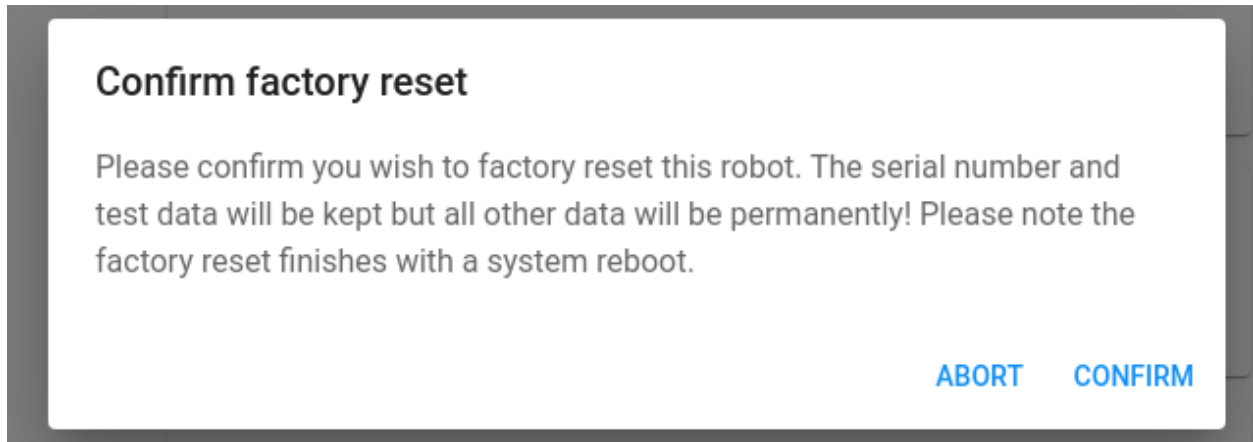 Confirm factory reset
Please confirm you wish to factory reset this robot. The serial number and
test data will be kept but all other data will be permanently! Please note the
factory reset finishes with a system reboot.
ABORT CONFIRM